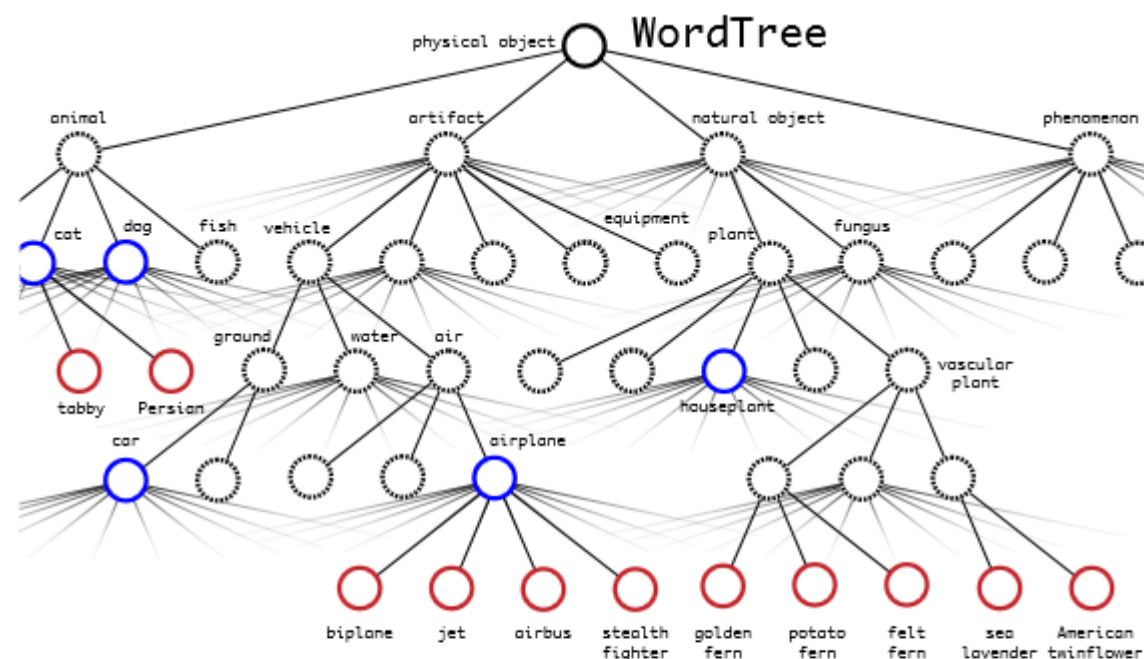 WordTree
physical object
animal
artifact
natural object
phenomenon
cat
dog
fish
vehicle
equipment
plant
fungus
ground
water
air
vascular
plant
tabby
Persian
houseplant
car
airplane
biplane
jet
airbus
stealth
fighter
golden
fern
potato
fern
felt
fern
sea
lavender
American
twinflower